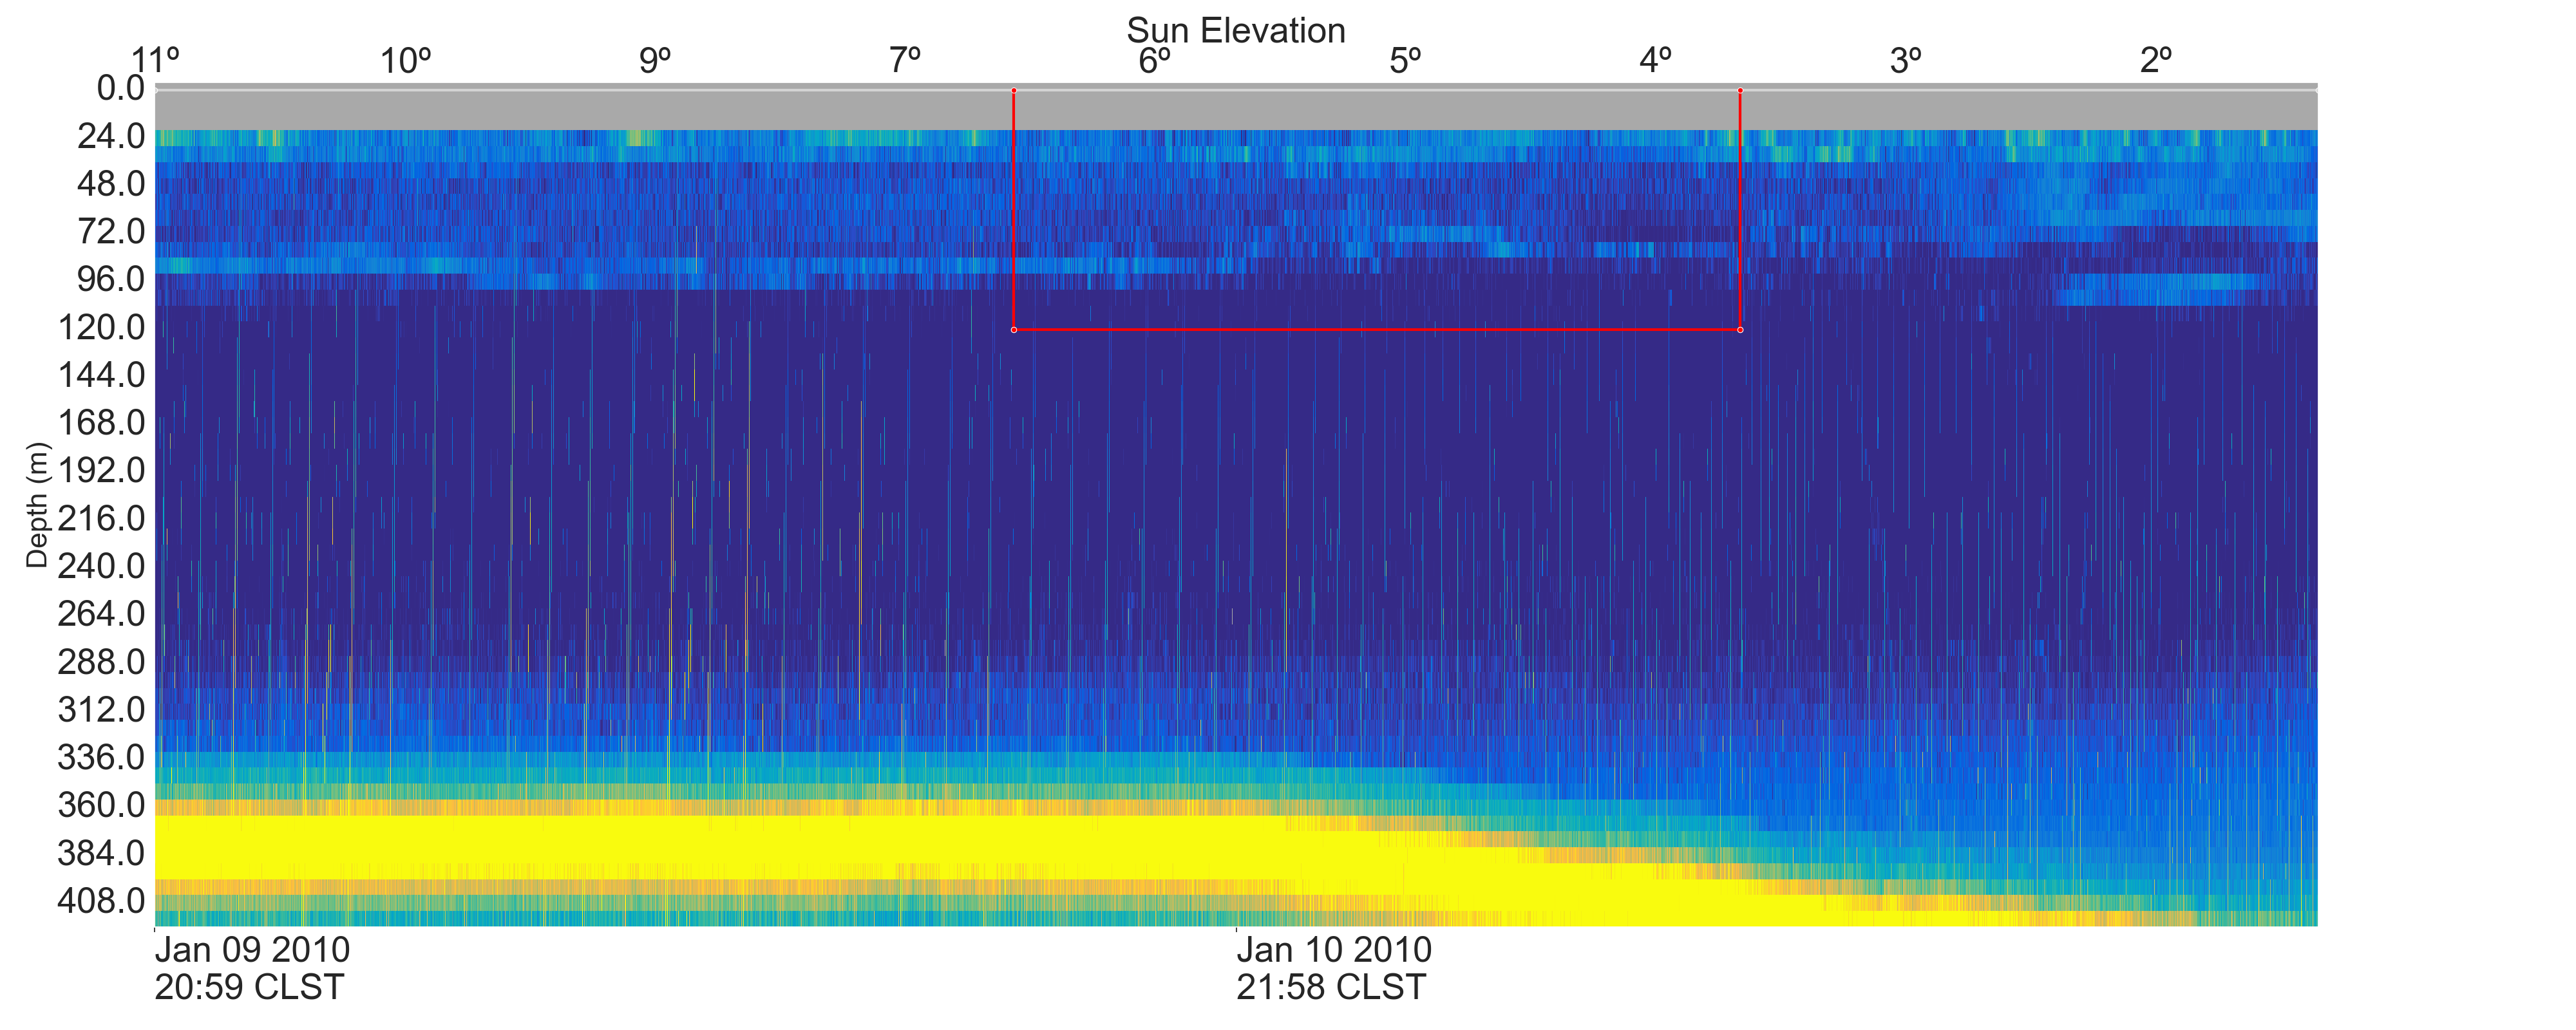 Sun Elevation
11º 10º 9º 7º 6º 5º 4º 3º 2º
0.0
24.0
48.0
72.0
96.0
120.0
144.0
168.0
192.0
216.0
240.0
264.0
288.0
312.0
336.0
360.0
384.0
408.0
Depth (m)
Jan 09 2010
20:59 CLST
Jan 10 2010
21:58 CLST